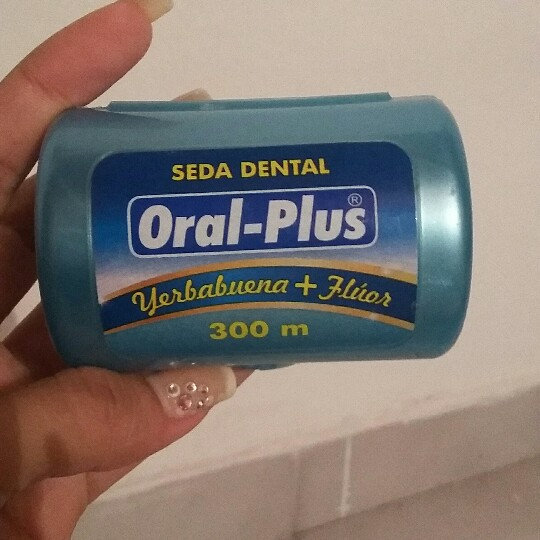 SEDA DENTAL
Oral-Plus®
Yerbabuena + Flúor
300 m